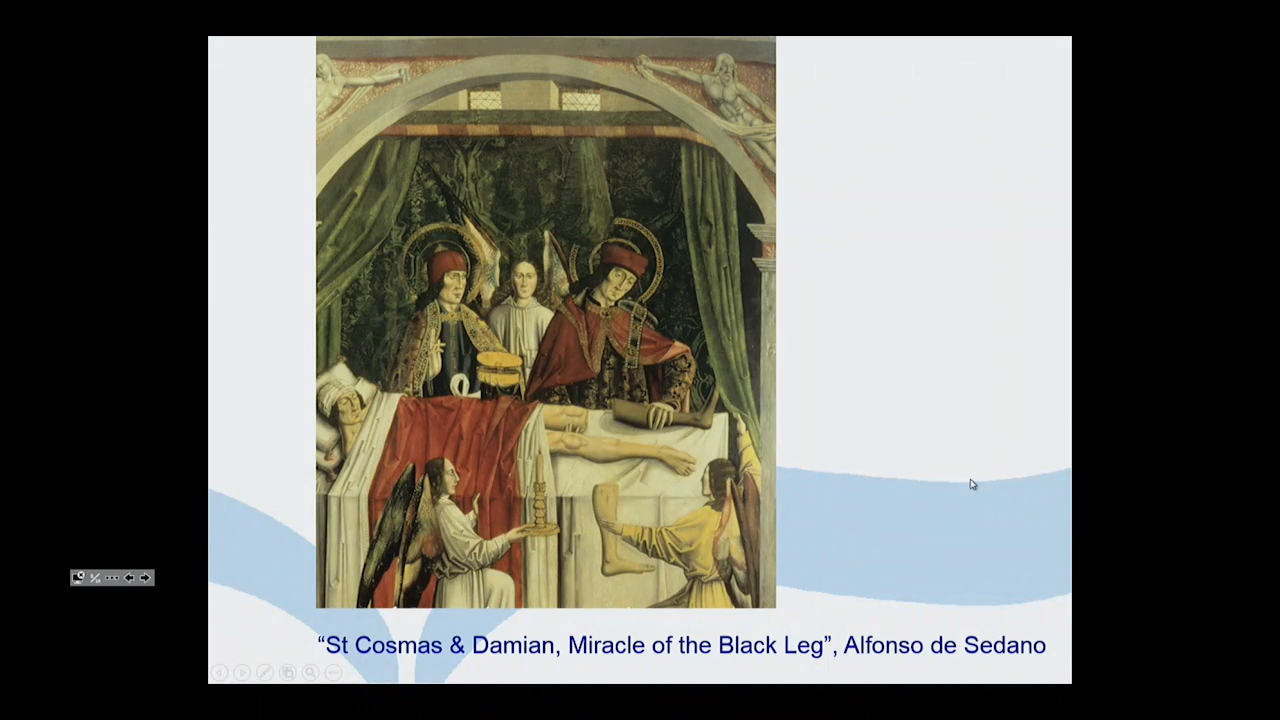 “St Cosmas & Damian, Miracle of the Black Leg”, Alfonso de Sedano